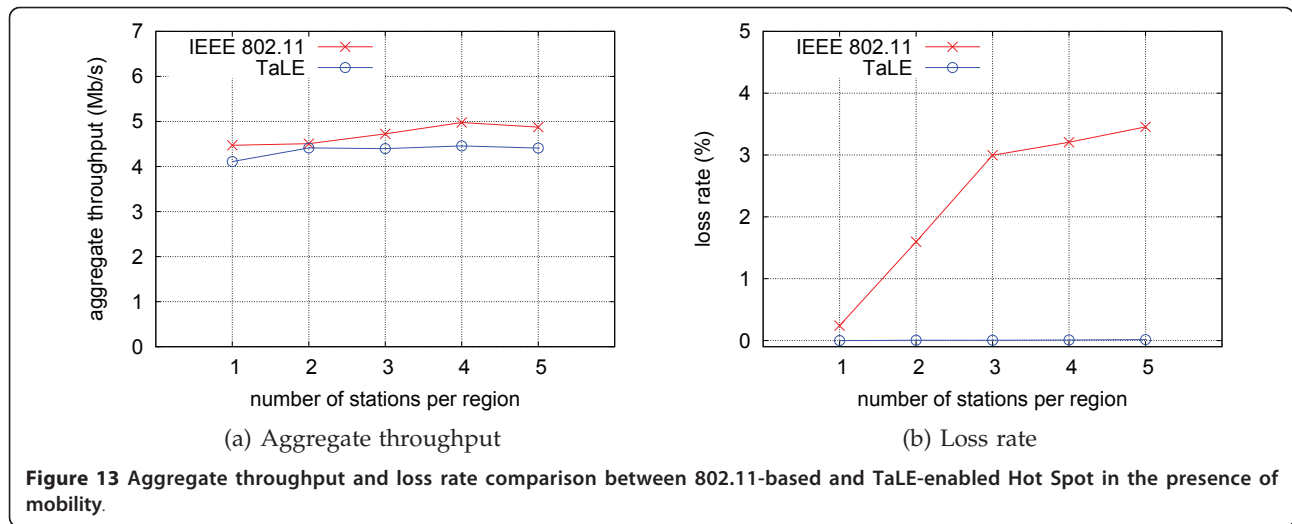 7
6
5
4
3
2
1
0
aggregate throughput (Mb/s)
IEEE 802.11
TaLE
1 2 3 4 5
number of stations per region
(a) Aggregate throughput
5
4
3
2
1
0
loss rate (%)
IEEE 802.11
TaLE
1 2 3 4 5
number of stations per region
(b) Loss rate
Figure 13 Aggregate throughput and loss rate comparison between 802.11-based and TaLE-enabled Hot Spot in the presence of
mobility.